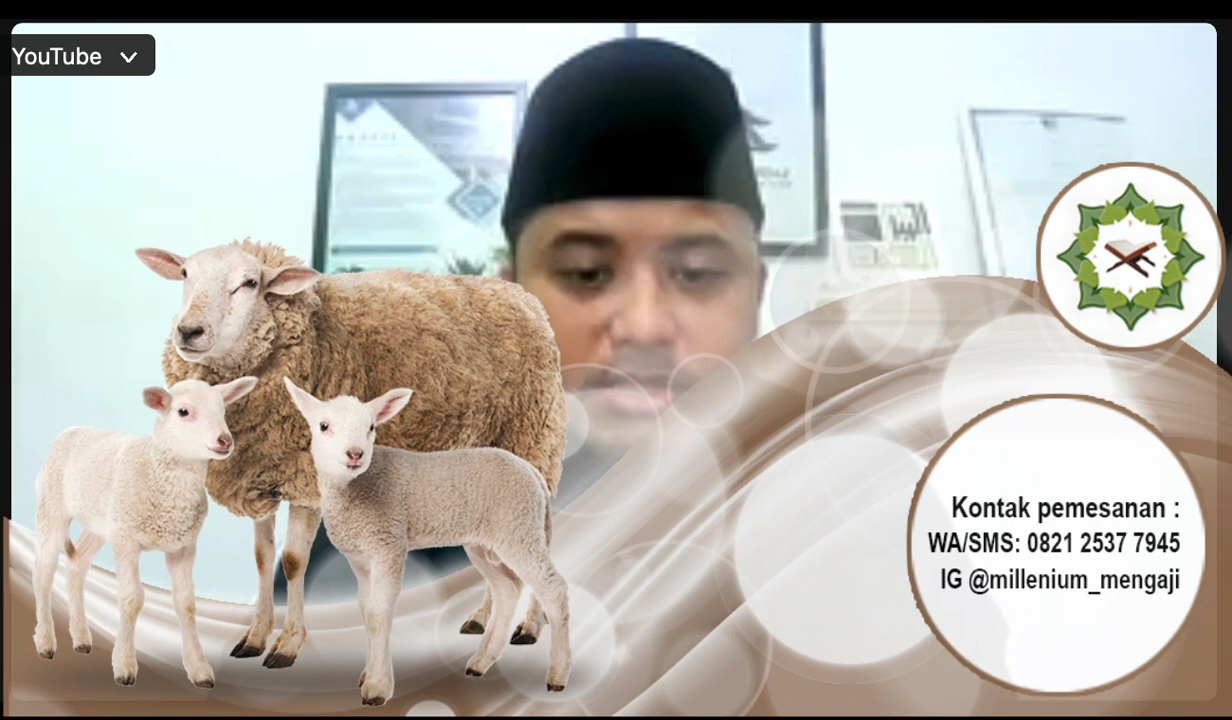 YouTube
Kontak pemesanan :
WA/SMS: 0821 2537 7945
IG @millenium_mengaji